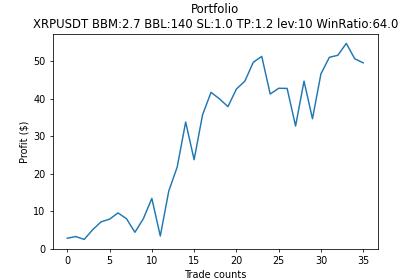 Portfolio
XRPUSDT BBM:2.7 BBL:140 SL:1.0 TP:1.2 lev:10 WinRatio:64.0
50
40
30
20
10
0
Profit ($)
0 5 10 15 20 25 30 35
Trade counts